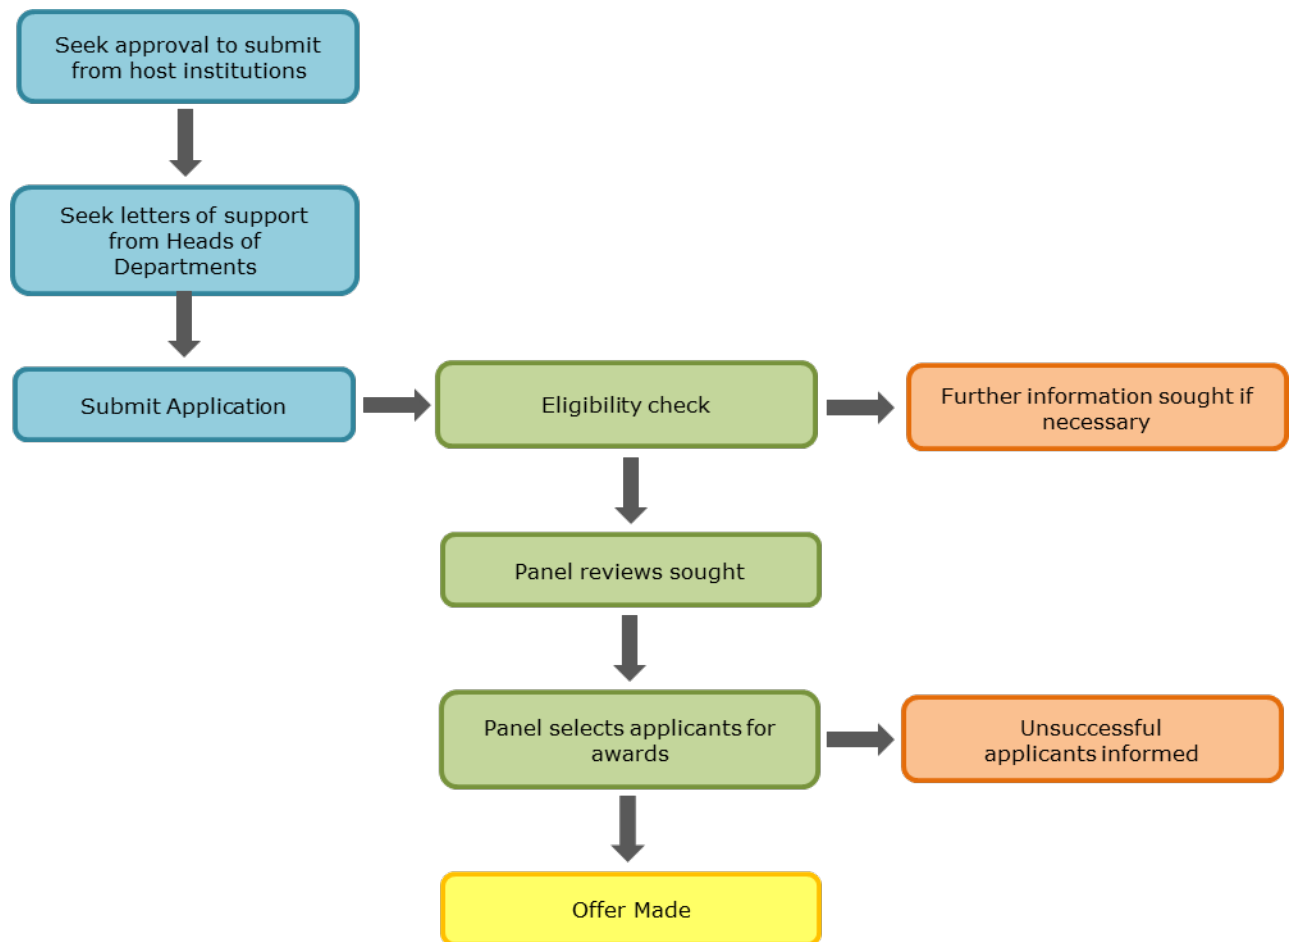 Seek approval to submit
from host institutions
Seek letters of support
from Heads of
Departments
Submit Application
Eligibility check
Further information sought if
necessary
Panel reviews sought
Panel selects applicants for
awards
Unsuccessful
applicants informed
Offer Made